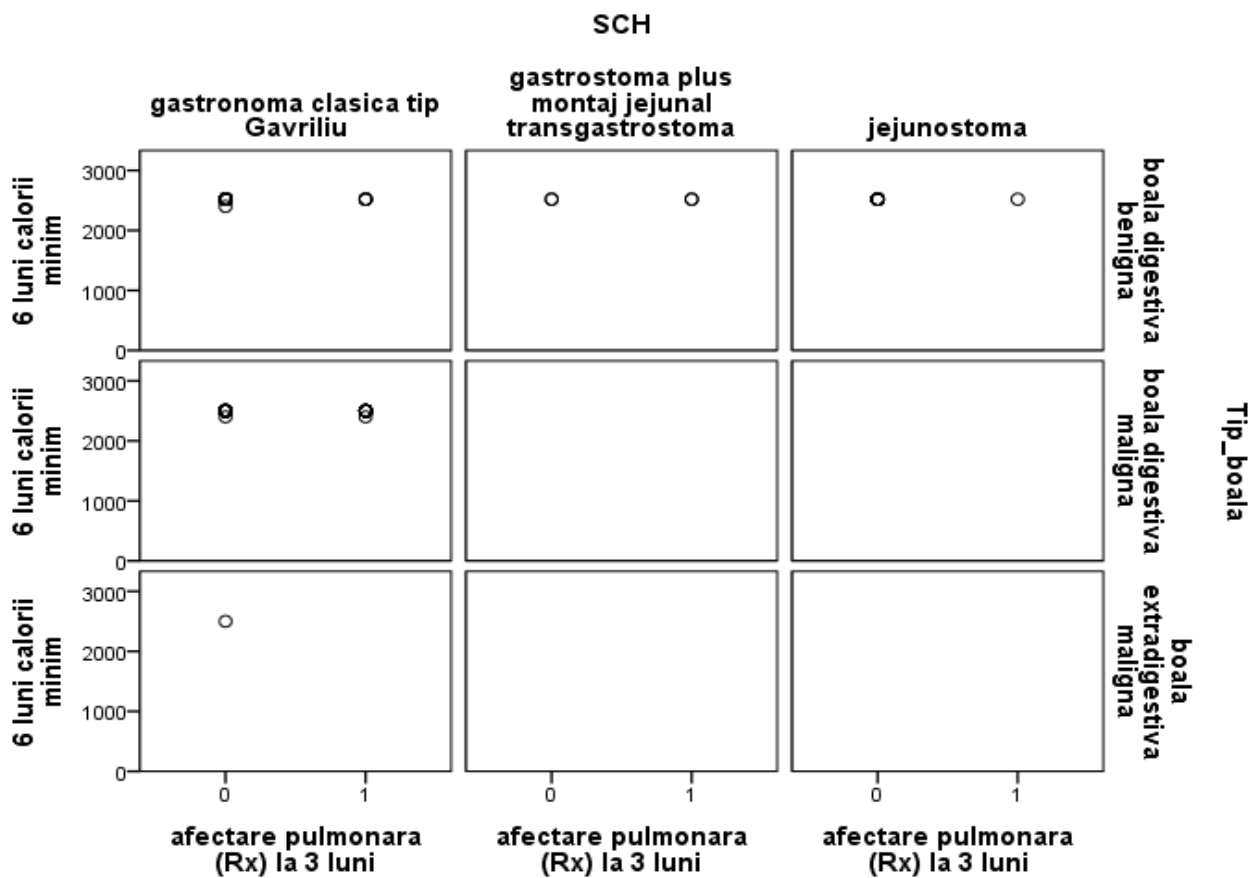 SCH
gastronoma clasica tip
Gavriliu
gastrostoma plus
montaj jejunal
transgastrostoma
jejunostoma
6 luni calorii
minim
3000
2000
1000
0
boala digestiva
benigna
6 luni calorii
minim
3000
2000
1000
0
boala digestiva
maligna
Tip_boala
6 luni calorii
minim
3000
2000
1000
0
boala
extradigestiva
maligna
0 1
0 1
0 1
afectare pulmonara
(Rx) la 3 luni
afectare pulmonara
(Rx) la 3 luni
afectare pulmonara
(Rx) la 3 luni